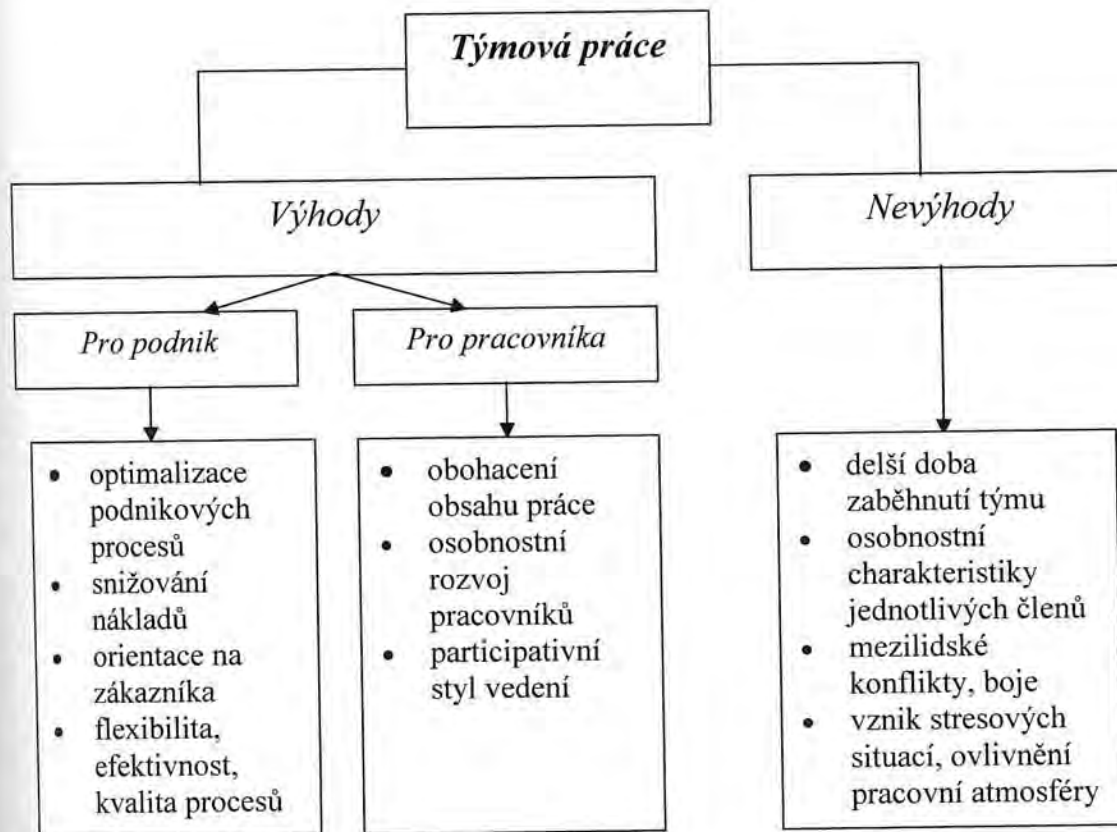 Týmová práce
Výhody
Nevýhody
Pro podnik
Pro pracovníka
• optimalizace
podnikových
procesů
• snižování
nákladů
• orientace na
zákazníka
• flexibilita,
efektivnost,
kvalita procesů
• obohacení
obsahu práce
• osobnostní
rozvoj
pracovníků
• participativní
styl vedení
• delší doba
zaběhnutí týmu
• osobnostní
charakteristiky
jednotlivých členů
• mezilidské
konflikty, boje
• vznik stresových
situací, ovlivnění
pracovní atmosféry